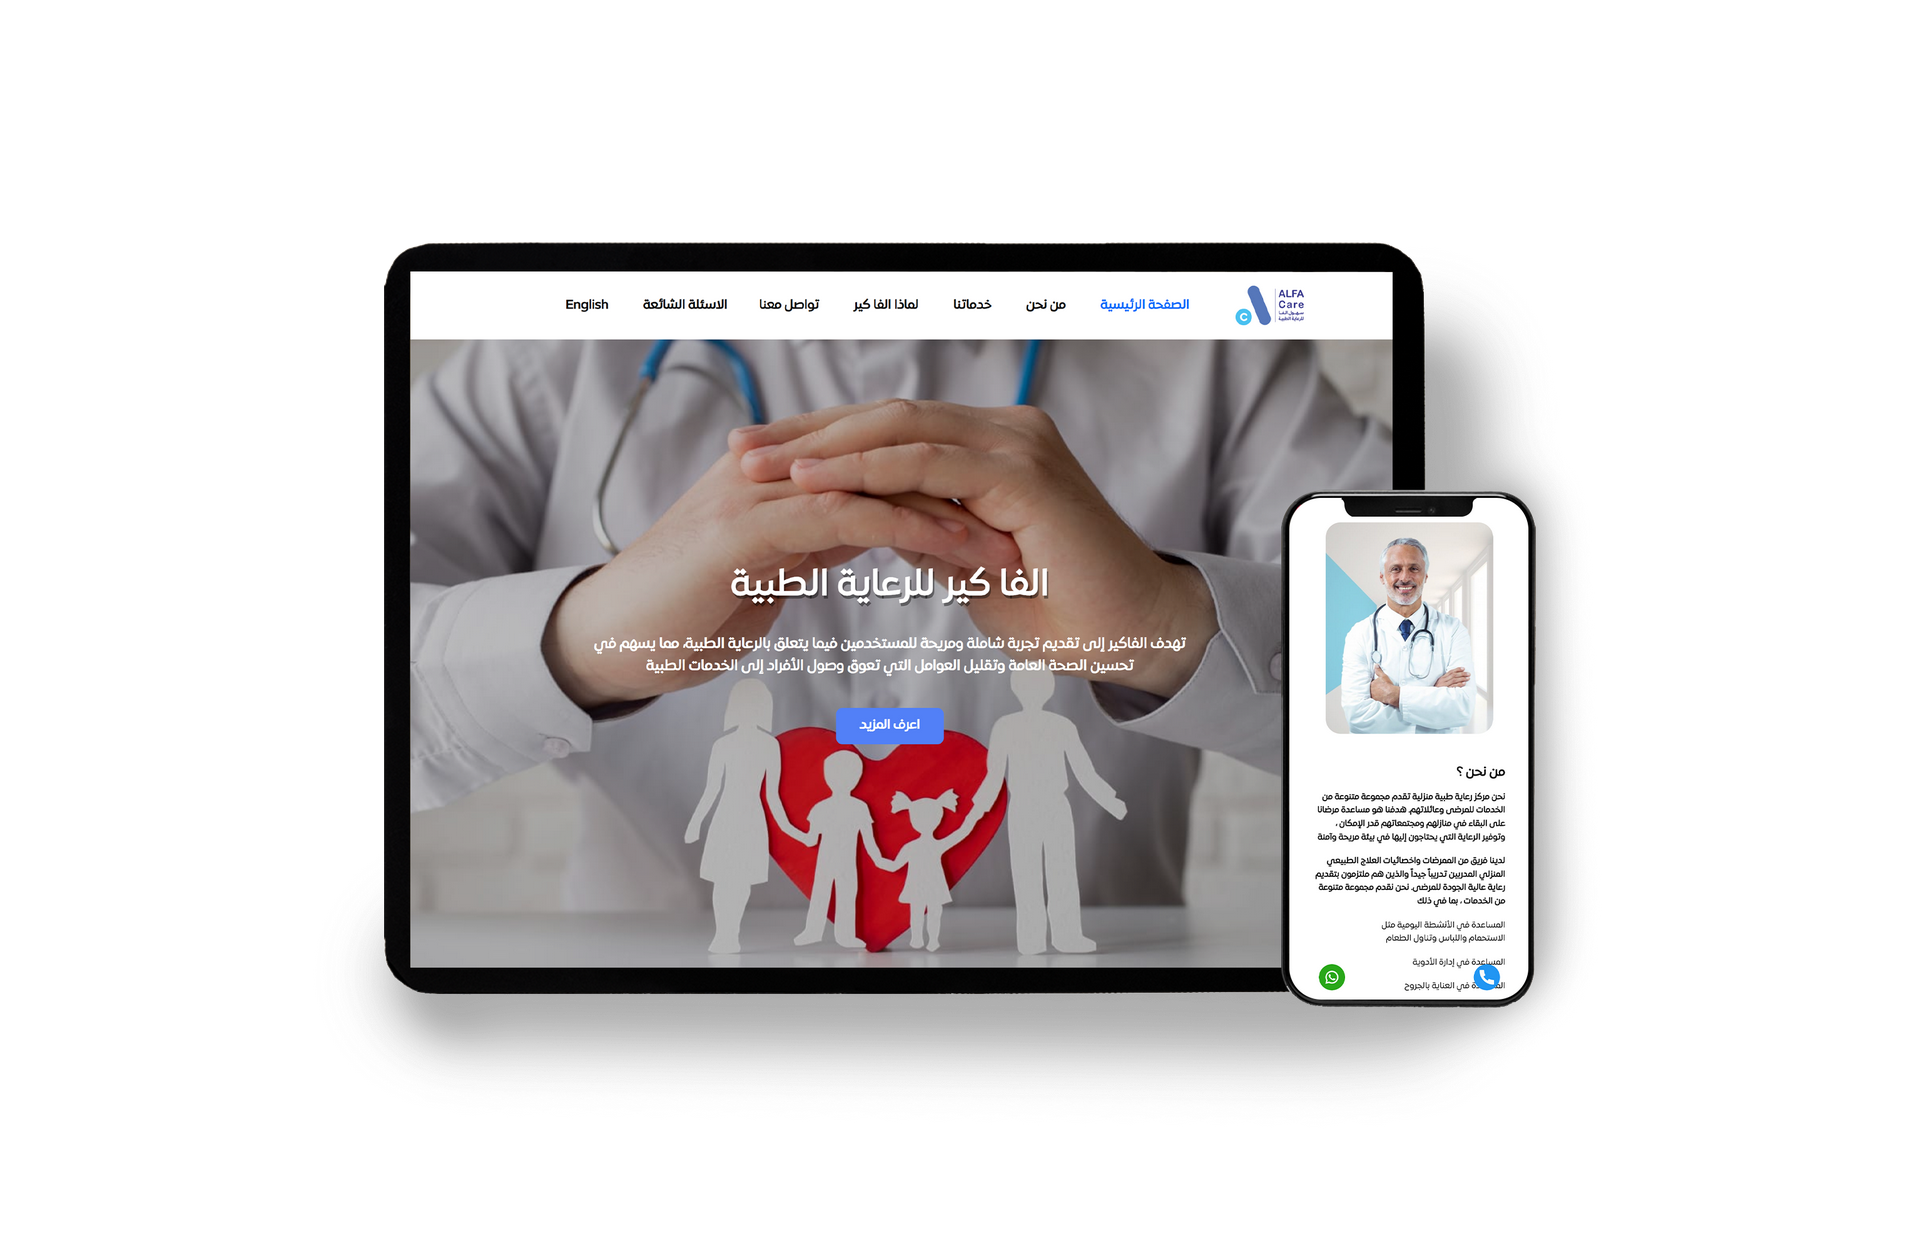 ALFA
Care
سهول الفا
للرعاية الطبية
C
الصفحة الرئيسية
من نحن
خدماتنا
لماذا الفا كير
تواصل معنا
الاسئلة الشائعة
English
الفا كير للرعاية الطبية
تهدف الفاكير إلى تقديم تجربة شاملة ومريحة للمستخدمين فيما يتعلق بالرعاية الطبية، مما يسهم في
تحسين الصحة العامة وتقليل العوامل التي تعوق وصول الأفراد إلى الخدمات الطبية
اعرف المزيد
من نحن ؟
نحن مركز رعاية طبية منزلية تقدم مجموعة متنوعة من
الخدمات للمرضى وعائلاتهم. هدفنا هو مساعدة مرضانا
على البقاء في منازلهم ومجتمعاتهم قدر الإمكان ،
وتوفير الرعاية التي يحتاجون إليها في بيئة مريحة وآمنة
لدينا فريق من الممرضات واخصائيات العلاج الطبيعي
المنزلي المدربين تدريباً جيداً والذين هم ملتزمون بتقديم
رعاية عالية الجودة للمرضى. نحن نقدم مجموعة متنوعة
من الخدمات ، بما في ذلك
المساعدة في الأنشطة اليومية مثل
الاستحمام واللباس وتناول الطعام
المساعدة في إدارة الأدوية
في العناية بالجروح